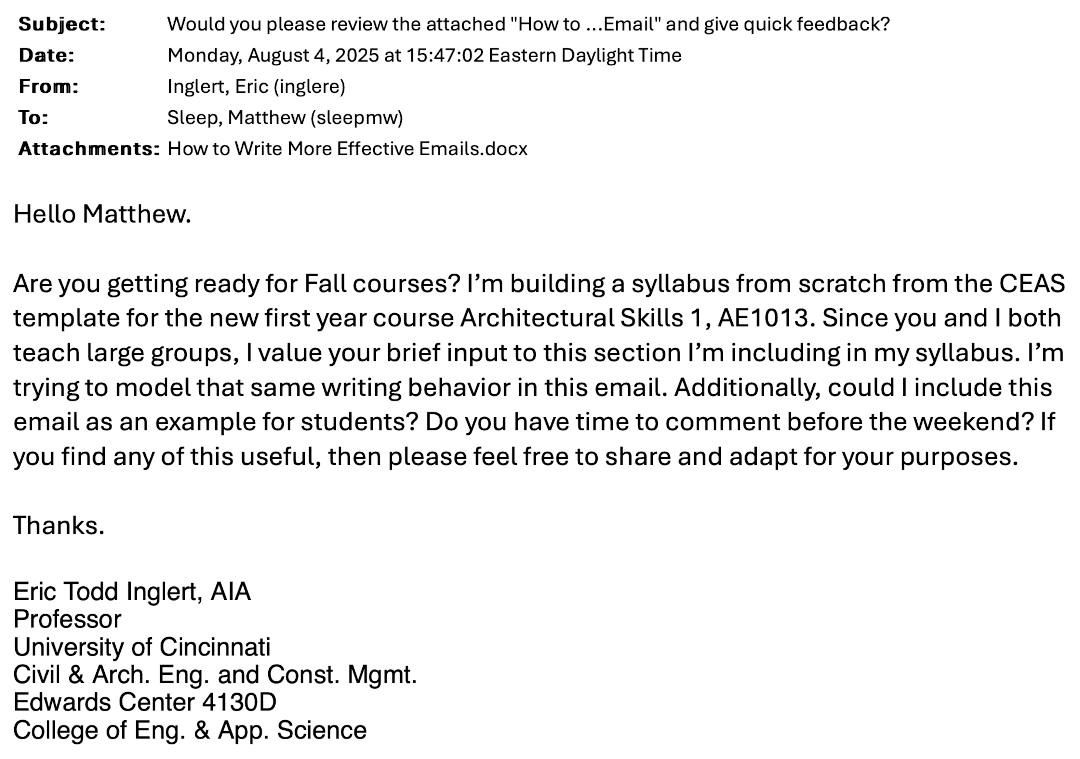 Subject: Would you please review the attached "How to ...Email" and give quick feedback?
Date: Monday, August 4, 2025 at 15:47:02 Eastern Daylight Time
From: Inglert, Eric (inglere)
To: Sleep, Matthew (sleepmw)
Attachments: How to Write More Effective Emails.docx
Hello Matthew.
Are you getting ready for Fall courses? I’m building a syllabus from scratch from the CEAS
template for the new first year course Architectural Skills 1, AE1013. Since you and I both
teach large groups, I value your brief input to this section I’m including in my syllabus. I’m
trying to model that same writing behavior in this email. Additionally, could I include this
email as an example for students? Do you have time to comment before the weekend? If
you find any of this useful, then please feel free to share and adapt for your purposes.
Thanks.
Eric Todd Inglert, AIA
Professor
University of Cincinnati
Civil & Arch. Eng. and Const. Mgmt.
Edwards Center 4130D
College of Eng. & App. Science